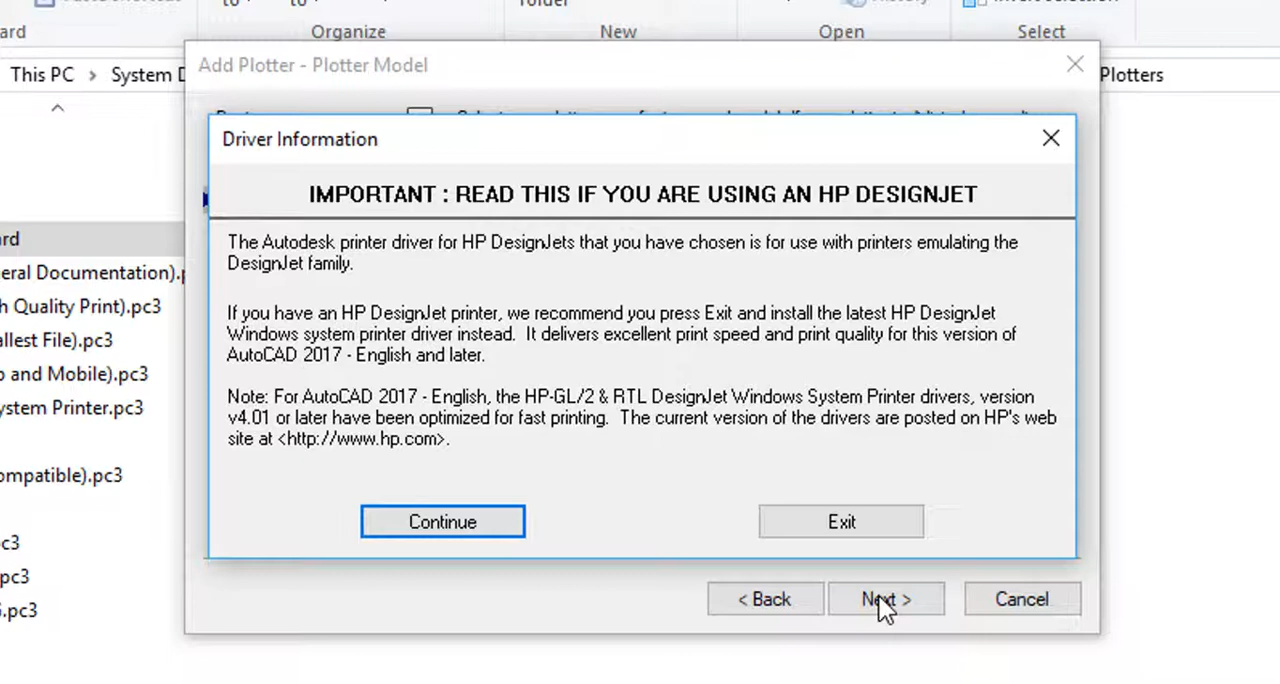 Organize
New
Open
Select
This PC
Add Plotter - Plotter Model
Plotters
Driver Information
IMPORTANT : READ THIS IF YOU ARE USING AN HP DESIGNJET
The Autodesk printer driver for HP DesignJets that you have chosen is for use with printers emulating the
DesignJet family.
If you have an HP DesignJet printer, we recommend you press Exit and install the latest HP DesignJet
Windows system printer driver instead.  It delivers excellent print speed and print quality for this version of
AutoCAD 2017 - English and later.
Note: For AutoCAD 2017 - English, the HP-GL/2 & RTL DesignJet Windows System Printer drivers, version
v4.01 or later have been optimized for fast printing.  The current version of the drivers are posted on HP's web
site at <http://www.hp.com>.
Continue
Exit
< Back
Next >
Cancel
rd
eral Documentation).p
h Quality Print).pc3
allest File).pc3
p and Mobile).pc3
ystem Printer.pc3
ompatible).pc3
c3
pc3
.pc3